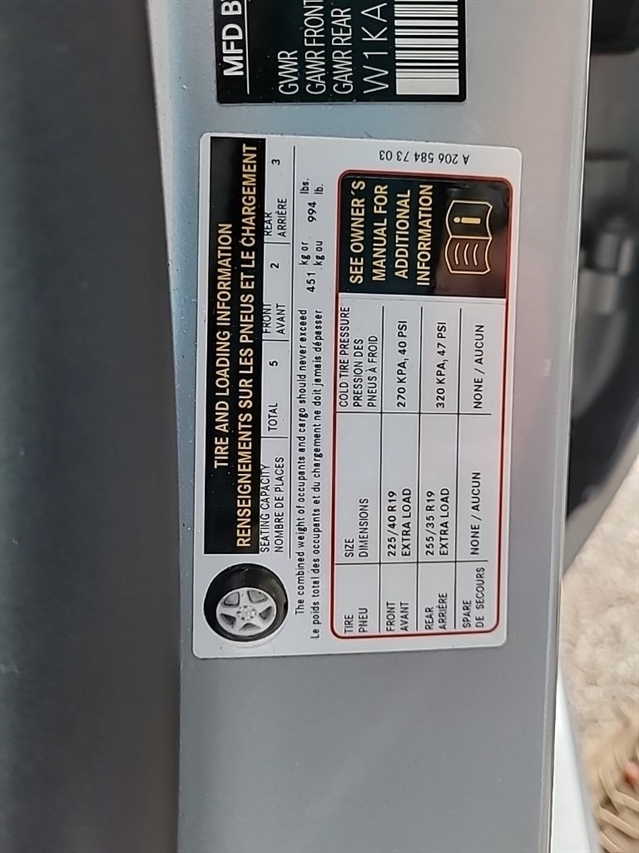 MFD B
GVWR
GAWR FRONT
GAWR REAR
W1KA
TIRE AND LOADING INFORMATION
RENSEIGNEMENTS SUR LES PNEUS ET LE CHARGEMENT
SEATING CAPACITY TOTAL 5 FRONT 2 REAR 3
NOMBRE DE PLACES AVANT ARRIÈRE
The combined weight of occupants and cargo should never exceed 451 kg or 994 lbs.
Le poids total des occupants et du chargement ne doit jamais dépasser kg ou lb.
TIRE SIZE COLD TIRE PRESSURE
PNEU DIMENSIONS PRESSION DES
PNEUS À FROID
FRONT 225/40 R19 270 KPA, 40 PSI
AVANT EXTRA LOAD
REAR 255/35 R19 320 KPA, 47 PSI
ARRIÈRE EXTRA LOAD
SPARE NONE / AUCUN NONE / AUCUN
DE SECOURS
SEE OWNER'S
MANUAL FOR
ADDITIONAL
INFORMATION
A 206 584 73 03